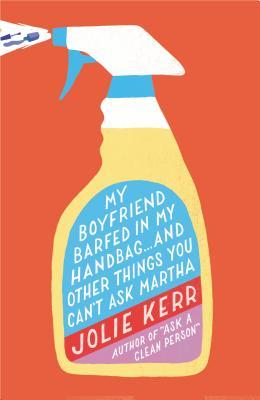 MY
BOYFRIEND
BARFED IN MY
HANDBAG...AND
OTHER THINGS YOU
CAN'T ASK MARTHA
JOLIE KERR
AUTHOR OF "ASK A
CLEAN PERSON"